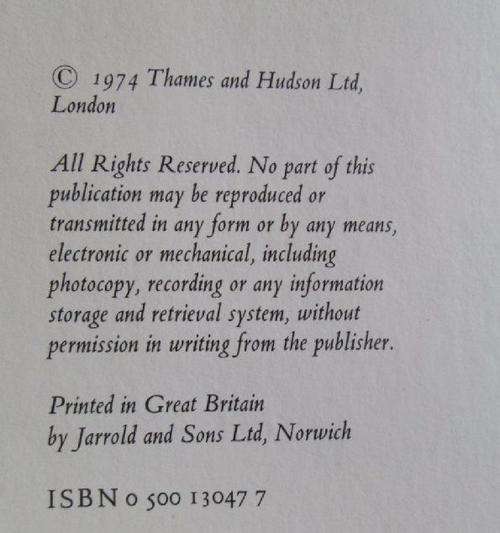 © 1974 Thames and Hudson Ltd,
London
All Rights Reserved. No part of this
publication may be reproduced or
transmitted in any form or by any means,
electronic or mechanical, including
photocopy, recording or any information
storage and retrieval system, without
permission in writing from the publisher.
Printed in Great Britain
by Jarrold and Sons Ltd, Norwich
ISBN 0 500 13047 7